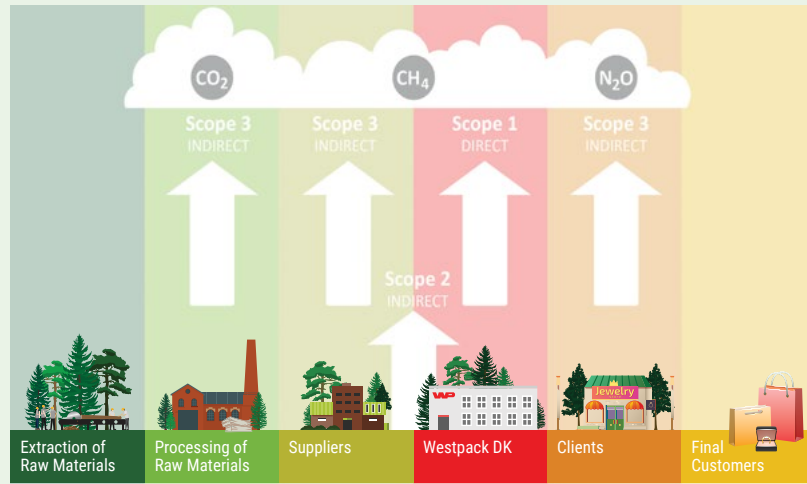 CO₂
CH₄
N₂O
Scope 3
INDIRECT
Scope 3
INDIRECT
Scope 1
DIRECT
Scope 3
INDIRECT
Scope 2
INDIRECT
WP
Jewelry
Extraction of
Raw Materials
Processing of
Raw Materials
Suppliers
Westpack DK
Clients
Final
Customers